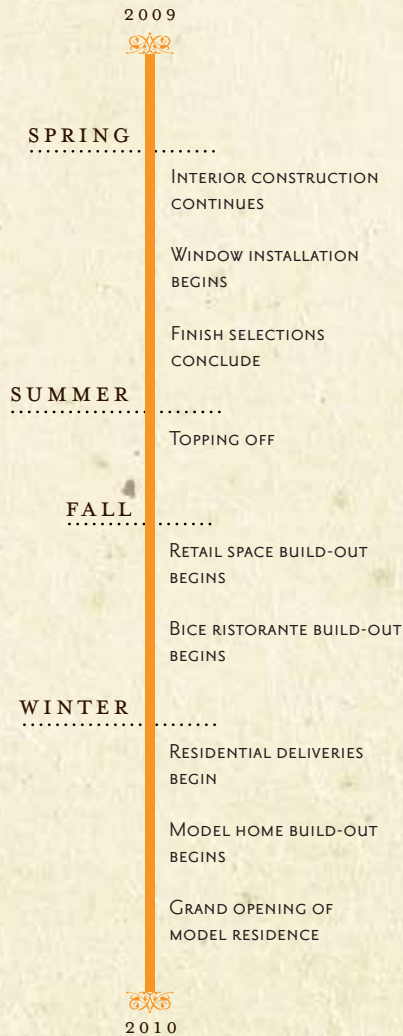 2009
SPRING
INTERIOR CONSTRUCTION
CONTINUES
WINDOW INSTALLATION
BEGINS
FINISH SELECTIONS
CONCLUDE
SUMMER
TOPPING OFF
FALL
RETAIL SPACE BUILD-OUT
BEGINS
BICE RISTORANTE BUILD-OUT
BEGINS
WINTER
RESIDENTIAL DELIVERIES
BEGIN
MODEL HOME BUILD-OUT
BEGINS
GRAND OPENING OF
MODEL RESIDENCE
2010